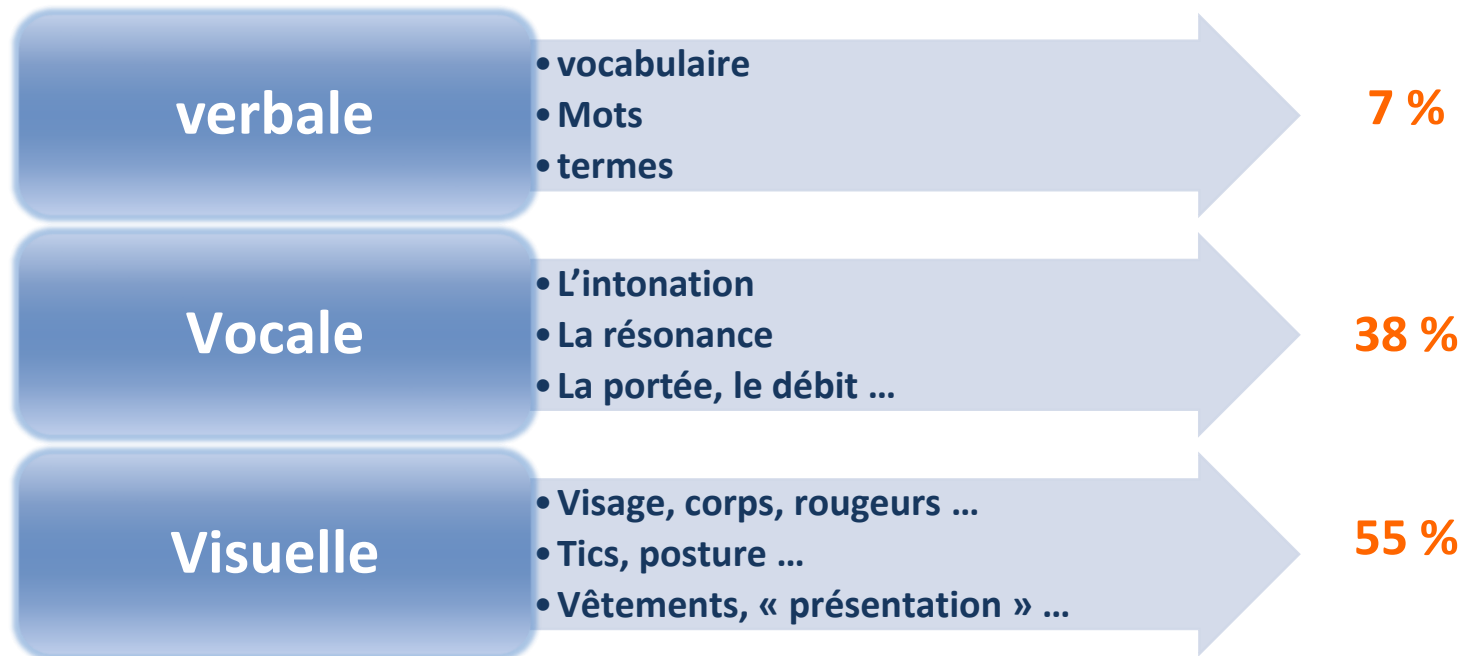 verbale
• vocabulaire
• Mots
• termes
7 %
Vocale
• L’intonation
• La résonance
• La portée, le débit …
38 %
Visuelle
• Visage, corps, rougeurs …
• Tics, posture …
• Vêtements, « présentation » …
55 %